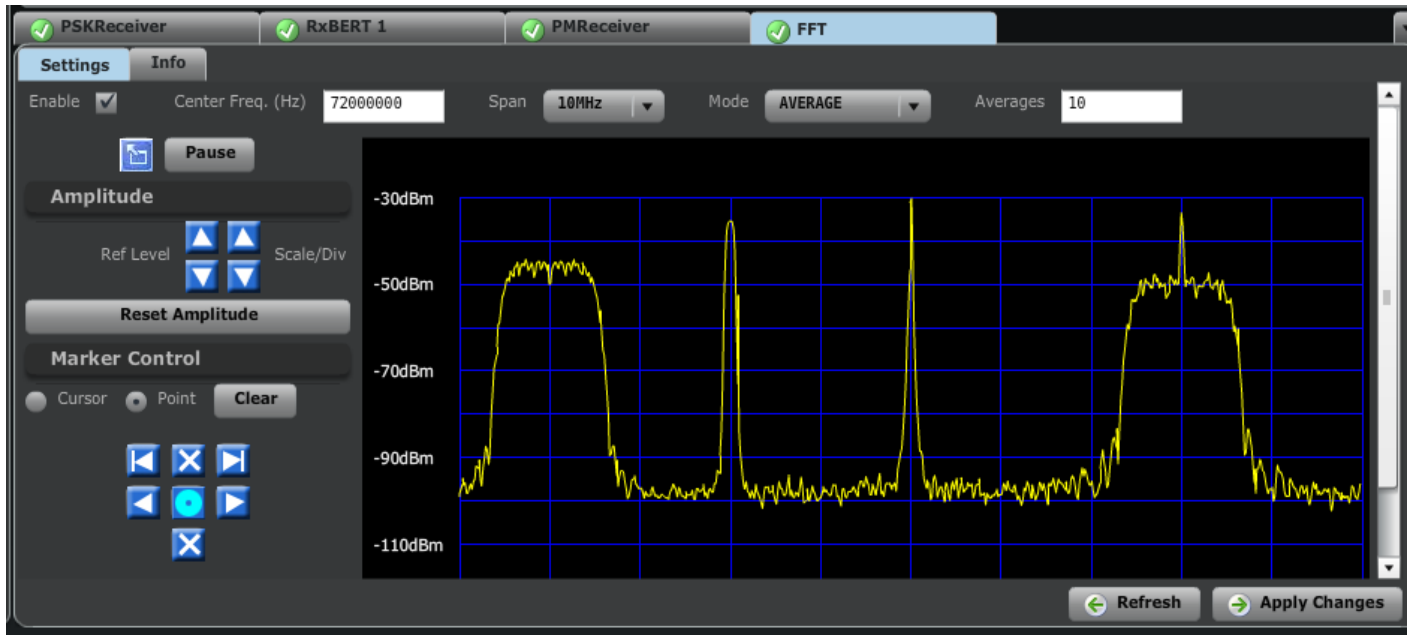 PSKReceiver RxBERT 1 PMReceiver FFT
Settings Info
Enable Center Freq. (Hz) 72000000 Span 10MHz Mode AVERAGE Averages 10
Pause
Amplitude
Ref Level Scale/Div
Reset Amplitude
Marker Control
Cursor Point Clear
-30dBm
-50dBm
-70dBm
-90dBm
-110dBm
Refresh Apply Changes